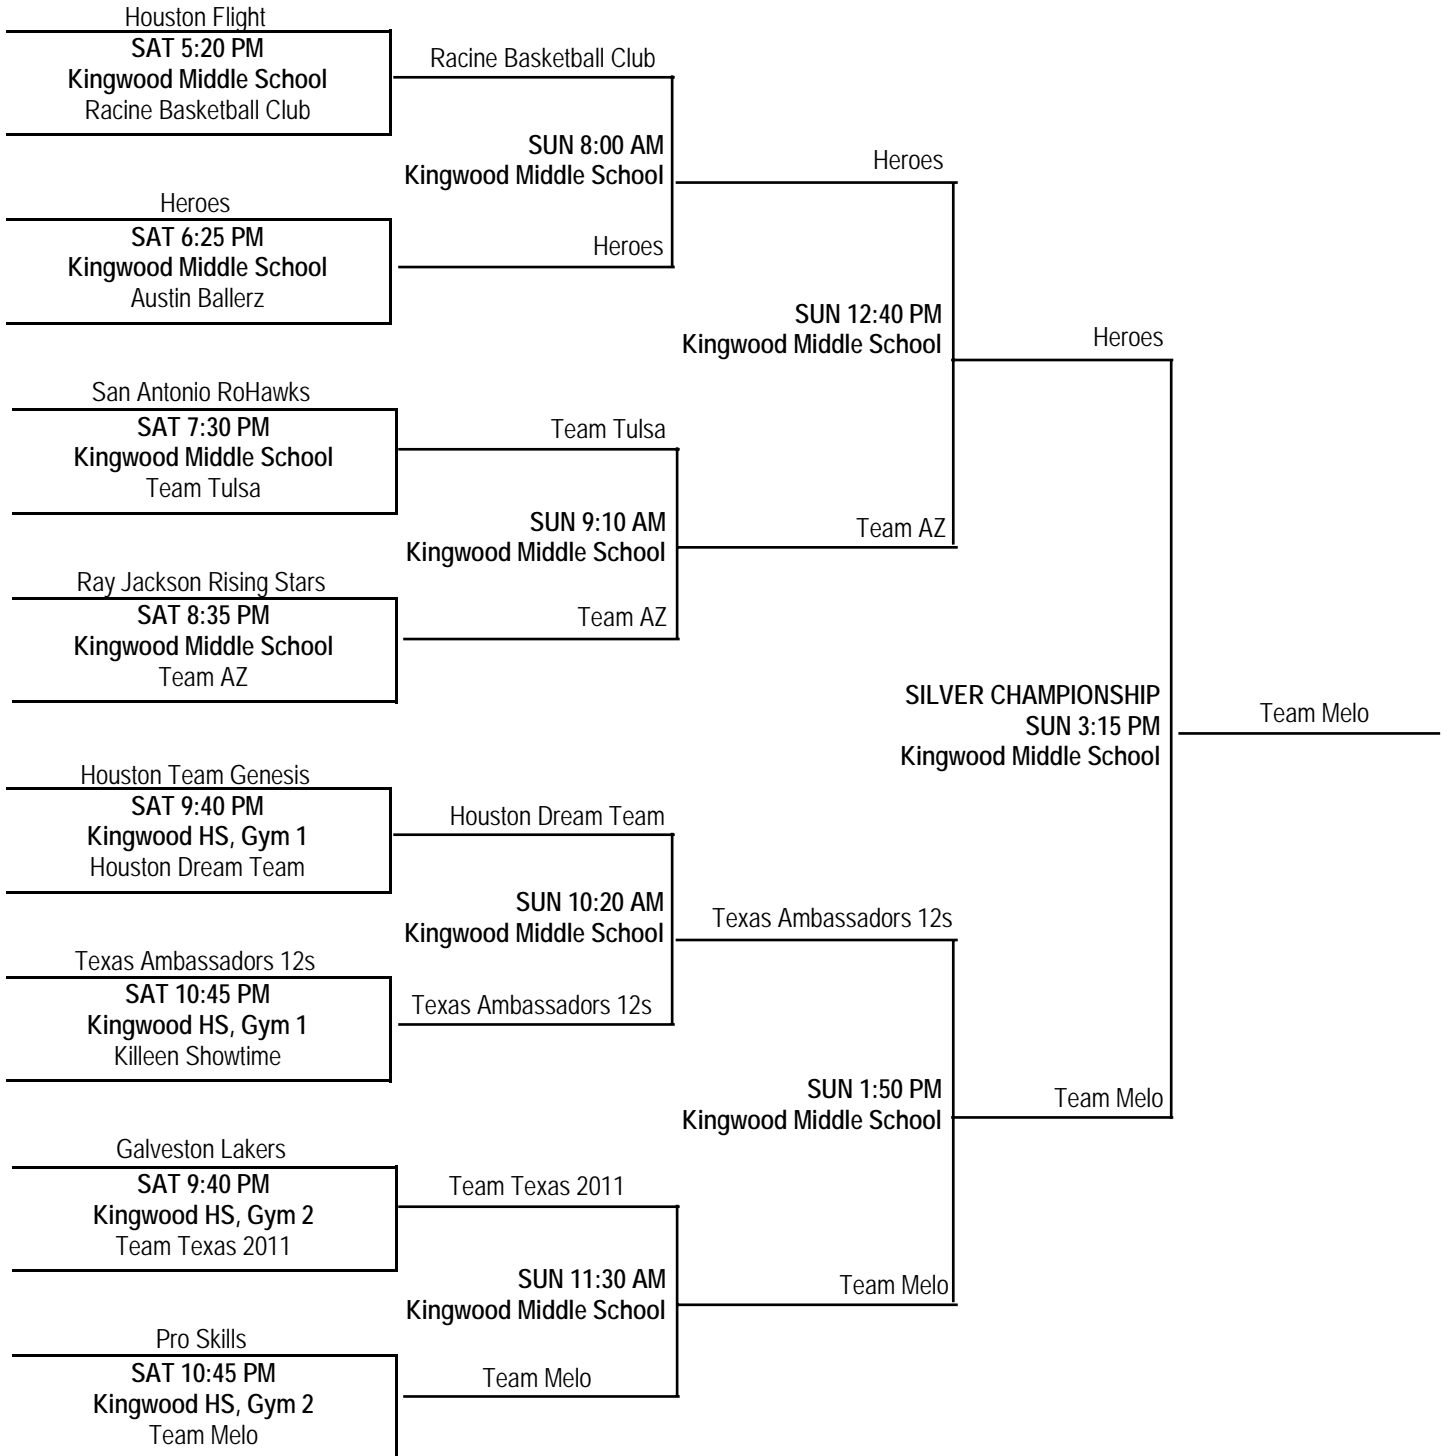 Houston Flight
SAT 5:20 PM
Kingwood Middle School
Racine Basketball Club
Heroes
SAT 6:25 PM
Kingwood Middle School
Austin Ballerz
San Antonio RoHawks
SAT 7:30 PM
Kingwood Middle School
Team Tulsa
Ray Jackson Rising Stars
SAT 8:35 PM
Kingwood Middle School
Team AZ
Houston Team Genesis
SAT 9:40 PM
Kingwood HS, Gym 1
Houston Dream Team
Texas Ambassadors 12s
SAT 10:45 PM
Kingwood HS, Gym 1
Killeen Showtime
Galveston Lakers
SAT 9:40 PM
Kingwood HS, Gym 2
Team Texas 2011
Pro Skills
SAT 10:45 PM
Kingwood HS, Gym 2
Team Melo
Racine Basketball Club
SUN 8:00 AM
Kingwood Middle School
Heroes
Team Tulsa
SUN 9:10 AM
Kingwood Middle School
Team AZ
Houston Dream Team
SUN 10:20 AM
Kingwood Middle School
Texas Ambassadors 12s
Team Texas 2011
SUN 11:30 AM
Kingwood Middle School
Team Melo
Heroes
SUN 12:40 PM
Kingwood Middle School
Team AZ
Texas Ambassadors 12s
SUN 1:50 PM
Kingwood Middle School
Team Melo
Heroes
SILVER CHAMPIONSHIP
SUN 3:15 PM
Kingwood Middle School
Team Melo
Team Melo